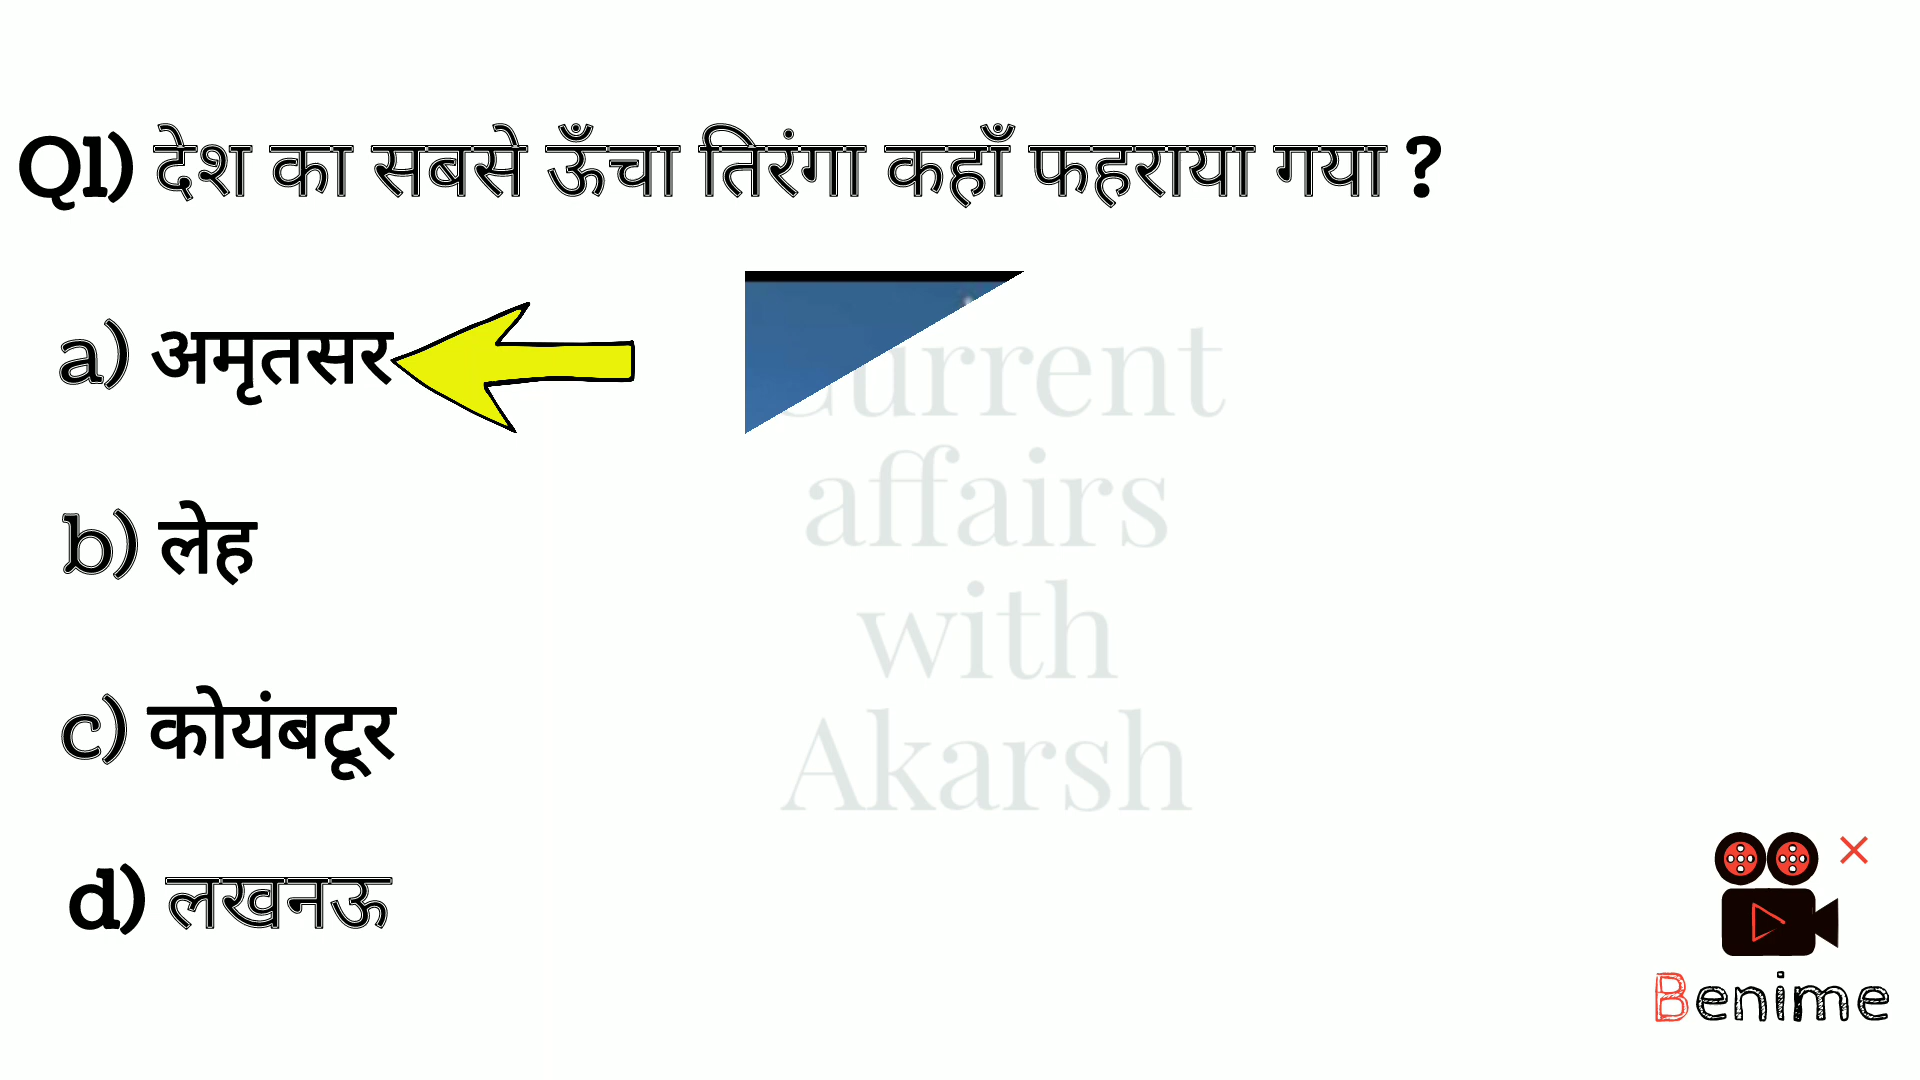 Q1) देश का सबसे ऊँचा तिरंगा कहाँ फहराया गया ?
a) अमृतसर
b) लेह
c) कोयंबटूर
d) लखनऊ
Current
affairs
with
Akarsh
Benime